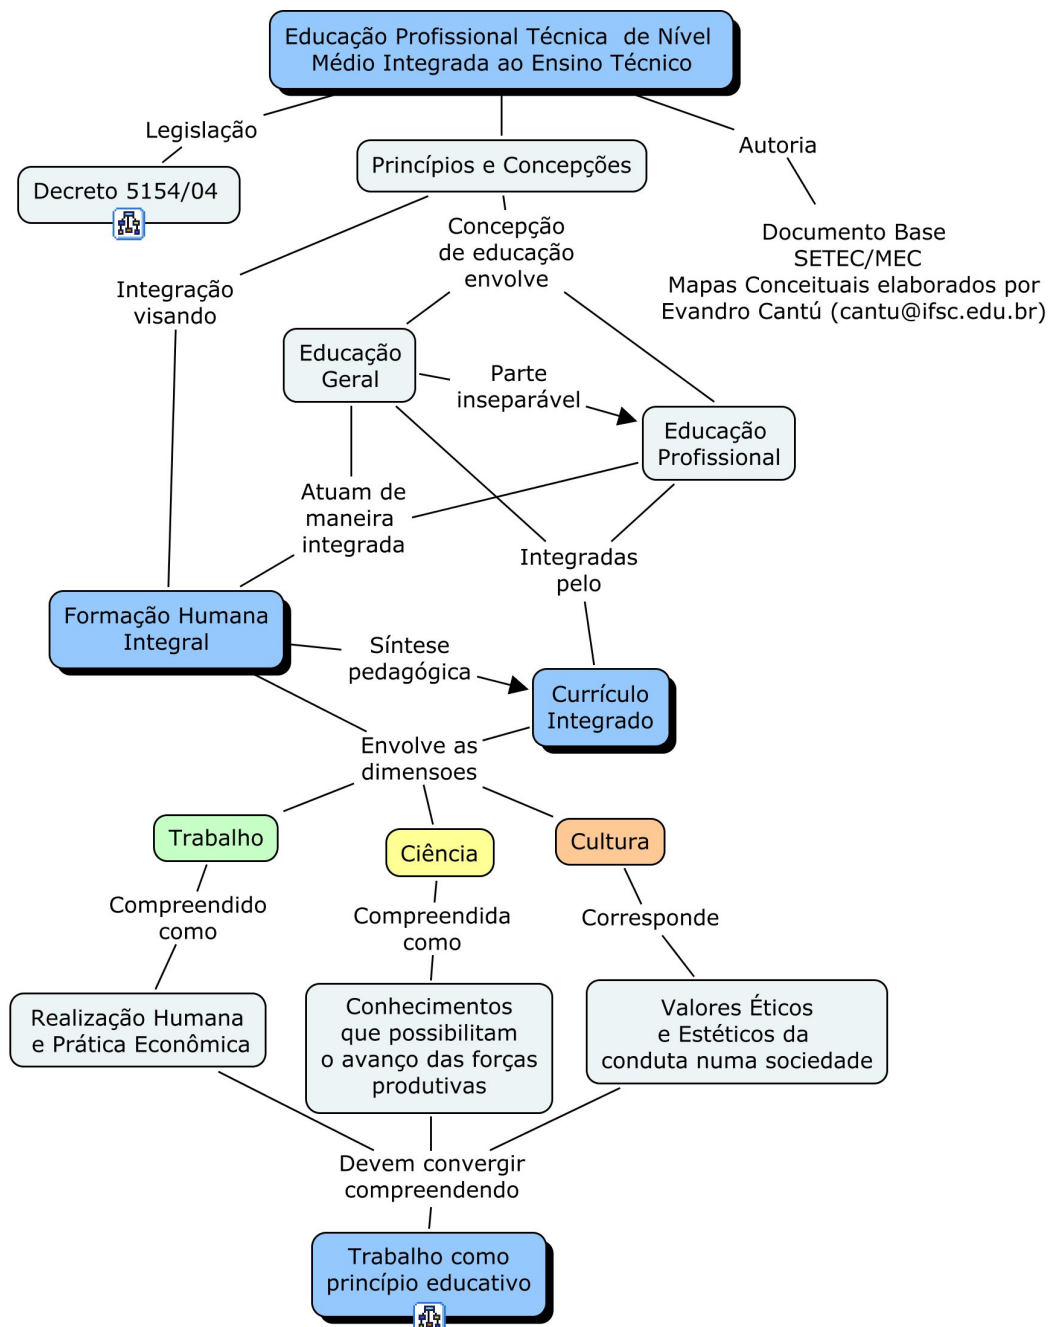 Educação Profissional Técnica  de Nível
Médio Integrada ao Ensino Técnico
Legislação
Decreto 5154/04
Princípios e Concepções
Autoria
Documento Base
SETEC/MEC
Mapas Conceituais elaborados por
Evandro Cantú (cantu@ifsc.edu.br)
Concepção
de educação
envolve
Integração
visando
Educação
Geral
Parte
inseparável
Educação
Profissional
Atuam de
maneira
integrada
Integradas
pelo
Formação Humana
Integral
Síntese
pedagógica
Currículo
Integrado
Envolve as
dimensoes
Trabalho
Ciência
Cultura
Compreendido
como
Compreendida
como
Corresponde
Realização Humana
e Prática Econômica
Conhecimentos
que possibilitam
o avanço das forças
produtivas
Valores Éticos
e Estéticos da
conduta numa sociedade
Devem convergir
compreendendo
Trabalho como
princípio educativo